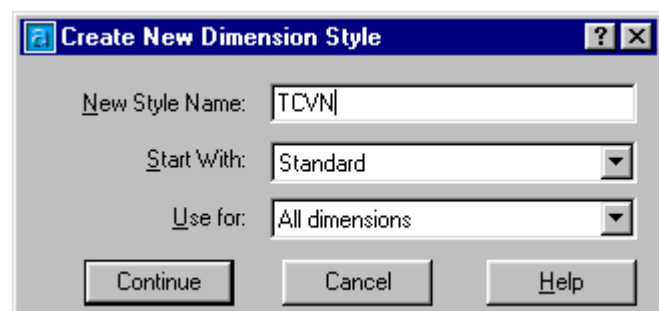 Create New Dimension Style ? X
New Style Name: TCVN
Start With: Standard
Use for: All dimensions
Continue Cancel Help